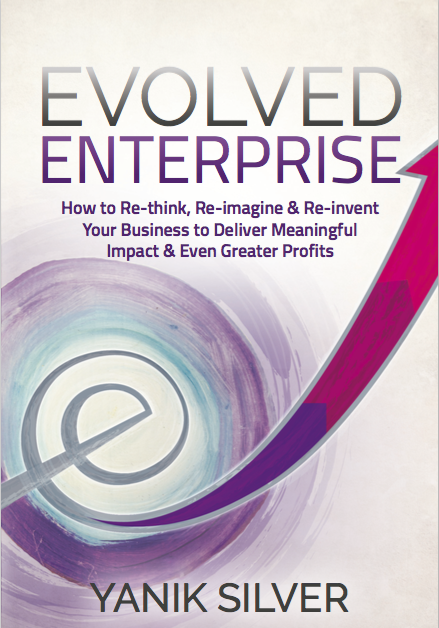 EVOLVED
ENTERPRISE
How to Re-think, Re-imagine & Re-invent
Your Business to Deliver Meaningful
Impact & Even Greater Profits
e
YANIK SILVER